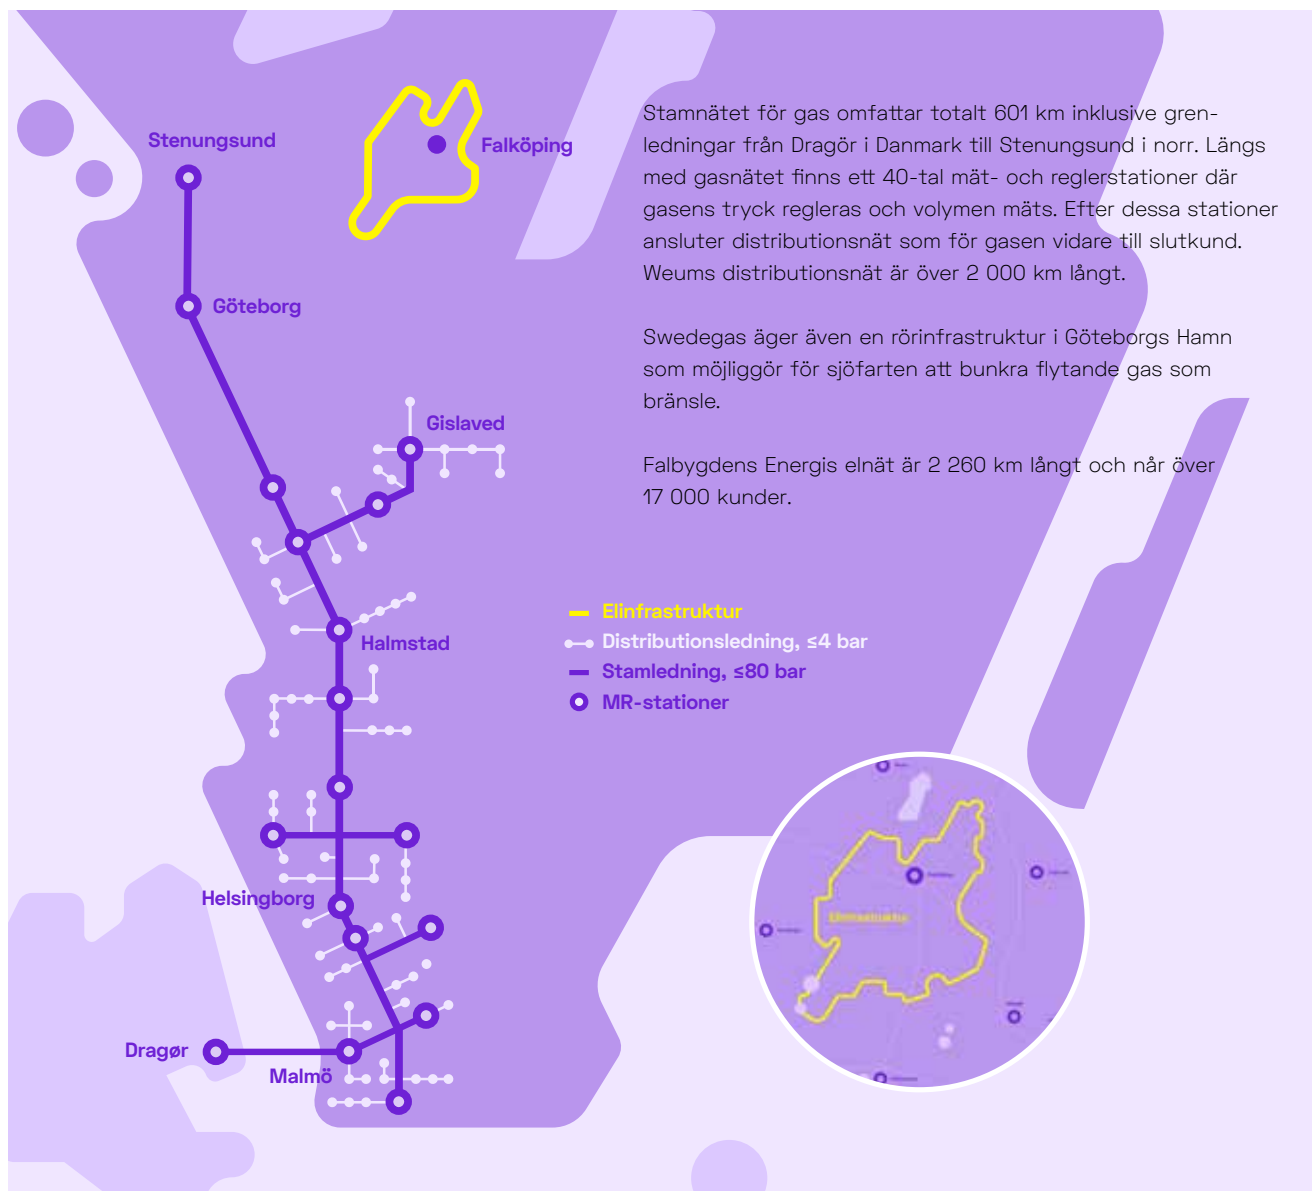 Stenungsund
Falköping
Göteborg
Gislaved
Halmstad
Helsingborg
Dragør
Malmö
Stamnätet för gas omfattar totalt 601 km inklusive gren-
ledningar från Dragör i Danmark till Stenungsund i norr. Längs
med gasnätet finns ett 40-tal mät- och reglerstationer där
gasens tryck regleras och volymen mäts. Efter dessa stationer
ansluter distributionsnät som för gasen vidare till slutkund.
Weums distributionsnät är över 2 000 km långt.
Swedegas äger även en rörinfrastruktur i Göteborgs Hamn
som möjliggör för sjöfarten att bunkra flytande gas som
bränsle.
Falbygdens Energis elnät är 2 260 km långt och når över
17 000 kunder.
Elinfrastruktur
Distributionsledning, ≤4 bar
Stamledning, ≤80 bar
MR-stationer
Elinfrastruktur